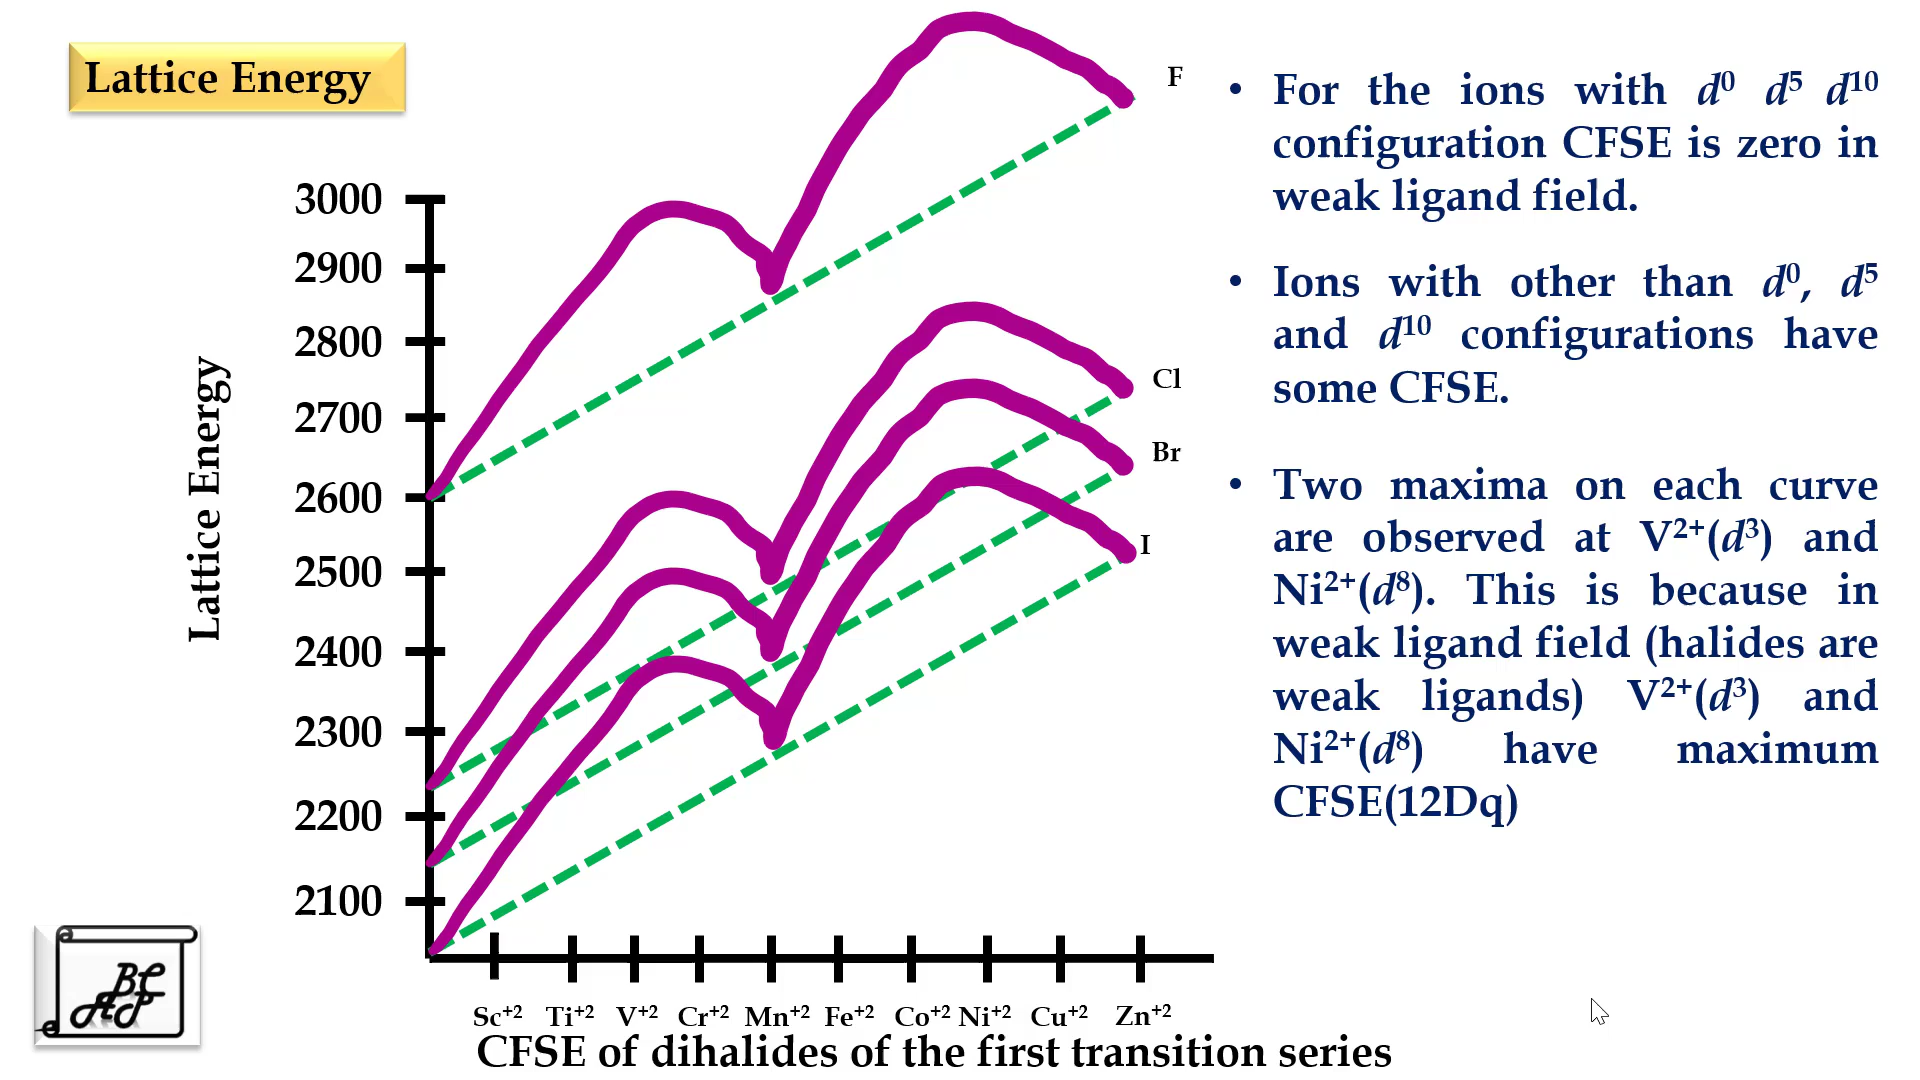 Lattice Energy
F
Cl
Br
I
3000
2900
2800
2700
2600
2500
2400
2300
2200
2100
Lattice Energy
Sc⁺² Ti⁺² V⁺² Cr⁺² Mn⁺² Fe⁺² Co⁺² Ni⁺² Cu⁺² Zn⁺²
CFSE of dihalides of the first transition series
• For the ions with d⁰ d⁵ d¹⁰
configuration CFSE is zero in
weak ligand field.
• Ions with other than d⁰, d⁵
and d¹⁰ configurations have
some CFSE.
• Two maxima on each curve
are observed at V²⁺(d³) and
Ni²⁺(d⁸). This is because in
weak ligand field (halides are
weak ligands) V²⁺(d³) and
Ni²⁺(d⁸) have maximum
CFSE(12Dq)
BC
ACP